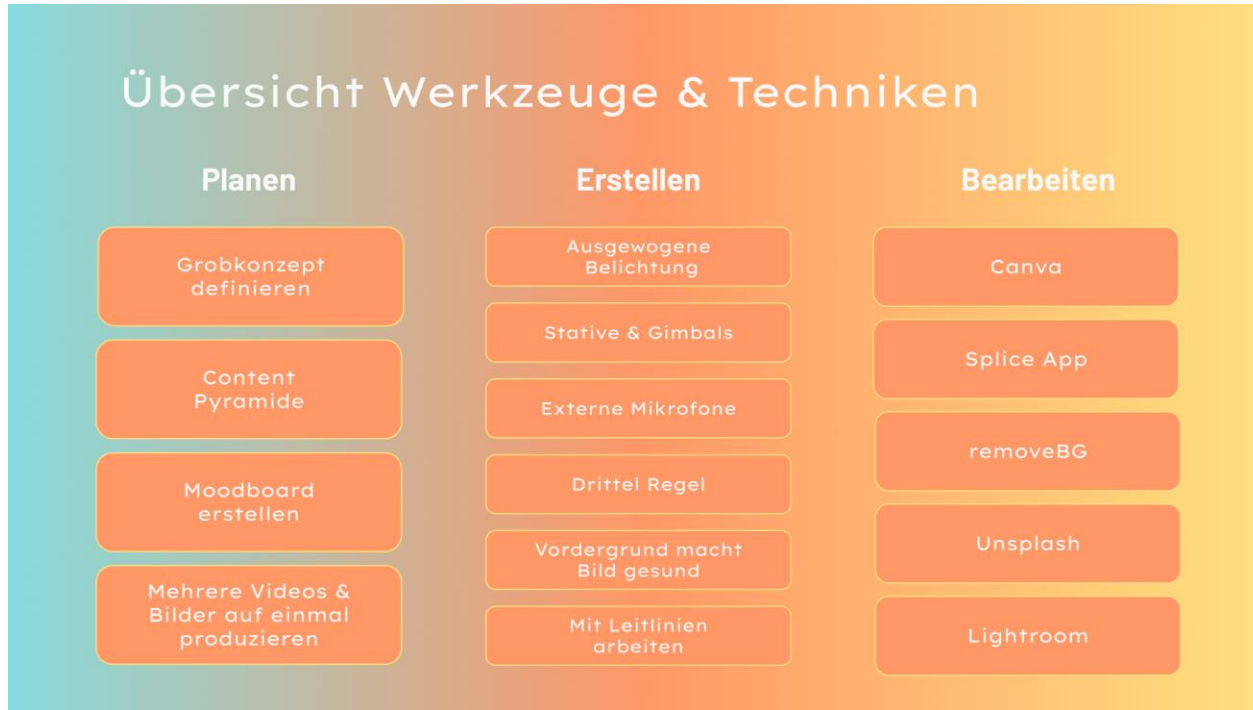 Übersicht Werkzeuge & Techniken
Planen
Grobkonzept
definieren
Content
Pyramide
Moodboard
erstellen
Mehrere Videos &
Bilder auf einmal
produzieren
Erstellen
Ausgewogene
Belichtung
Stative & Gimbals
Externe Mikrofone
Drittel Regel
Vordergrund macht
Bild gesund
Mit Leitlinien
arbeiten
Bearbeiten
Canva
Splice App
removeBG
Unsplash
Lightroom